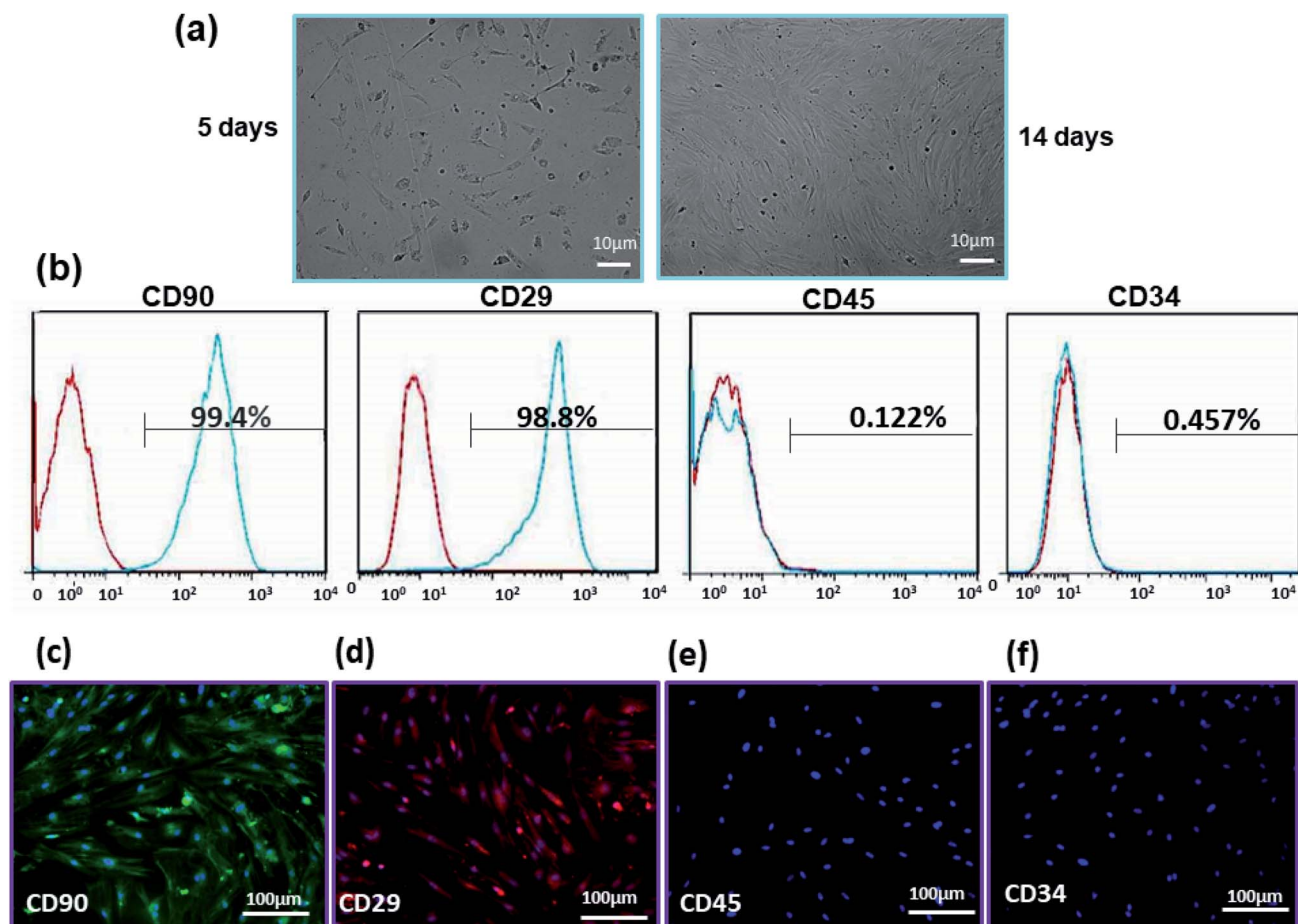 (a)
5 days
10µm
10µm
14 days
(b)
CD90
CD29
CD45
CD34
99.4%
98.8%
0.122%
0.457%
0 10⁰ 10¹ 10² 10³ 10⁴
0 10⁰ 10¹ 10² 10³ 10⁴
10⁰ 10¹ 10² 10³ 10⁴
0 10⁰ 10¹ 10² 10³ 10⁴
(c)
(d)
(e)
(f)
CD90
100µm
CD29
100µm
CD45
100µm
CD34
100µm